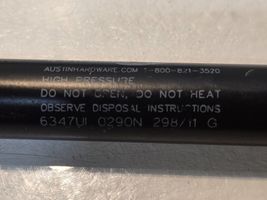 AUSTINHARDWARE.COM 1-800-821-3520
HIGH PRESSURE
DO NOT OPEN, DO NOT HEAT
OBSERVE DISPOSAL INSTRUCTIONS
6347UI 0290N 298/11 G